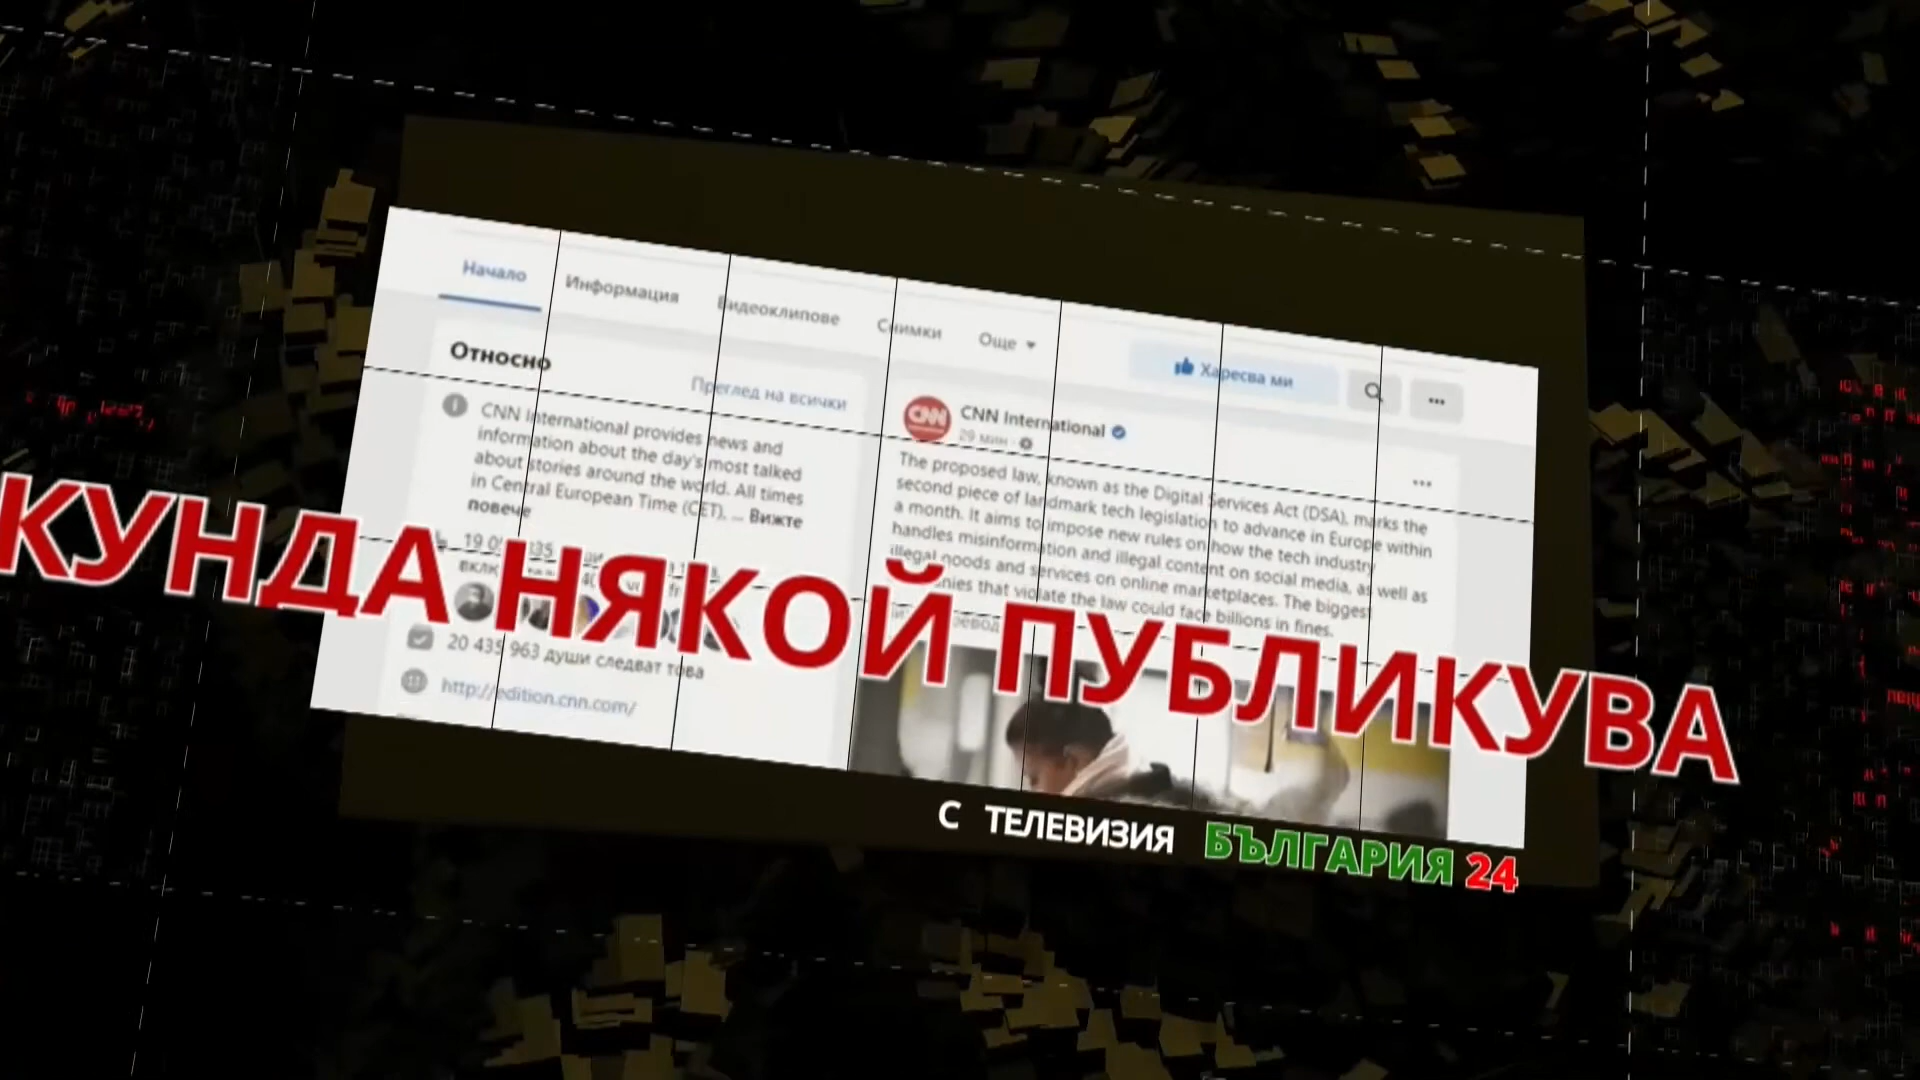 Начало Информация Видеоклипове Снимки Още
Харесва ми
Относно
Преглед на всички
CNN International provides news and
information about the day's most talked
about stories around the world. All times
in Central European Time (CET), ... Вижте
повече
20 435 963 души следват това
http://edition.cnn.com/
CNN
CNN International
29 мин
The proposed law, known as the Digital Services Act (DSA), marks the
second piece of landmark tech legislation to advance in Europe within
a month. It aims to impose new rules on how the tech industry
handles misinformation and illegal content on social media, as well as
illegal goods and services on online marketplaces. The biggest
that violate the law could face billions in fines.
КУНДА НЯКОЙ ПУБЛИКУВА
С ТЕЛЕВИЗИЯ БЪЛГАРИЯ 24